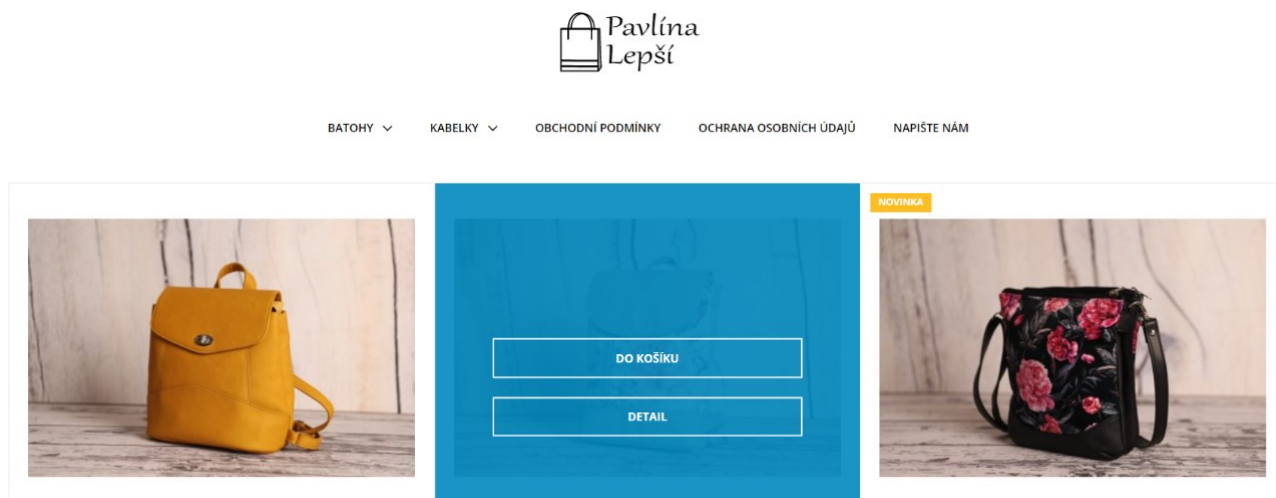 Pavlína
Lepší
BATOHY
KABELKY
OBCHODNÍ PODMÍNKY
OCHRANA OSOBNÍCH ÚDAJŮ
NAPIŠTE NÁM
NOVINKA
DO KOŠÍKU
DETAIL